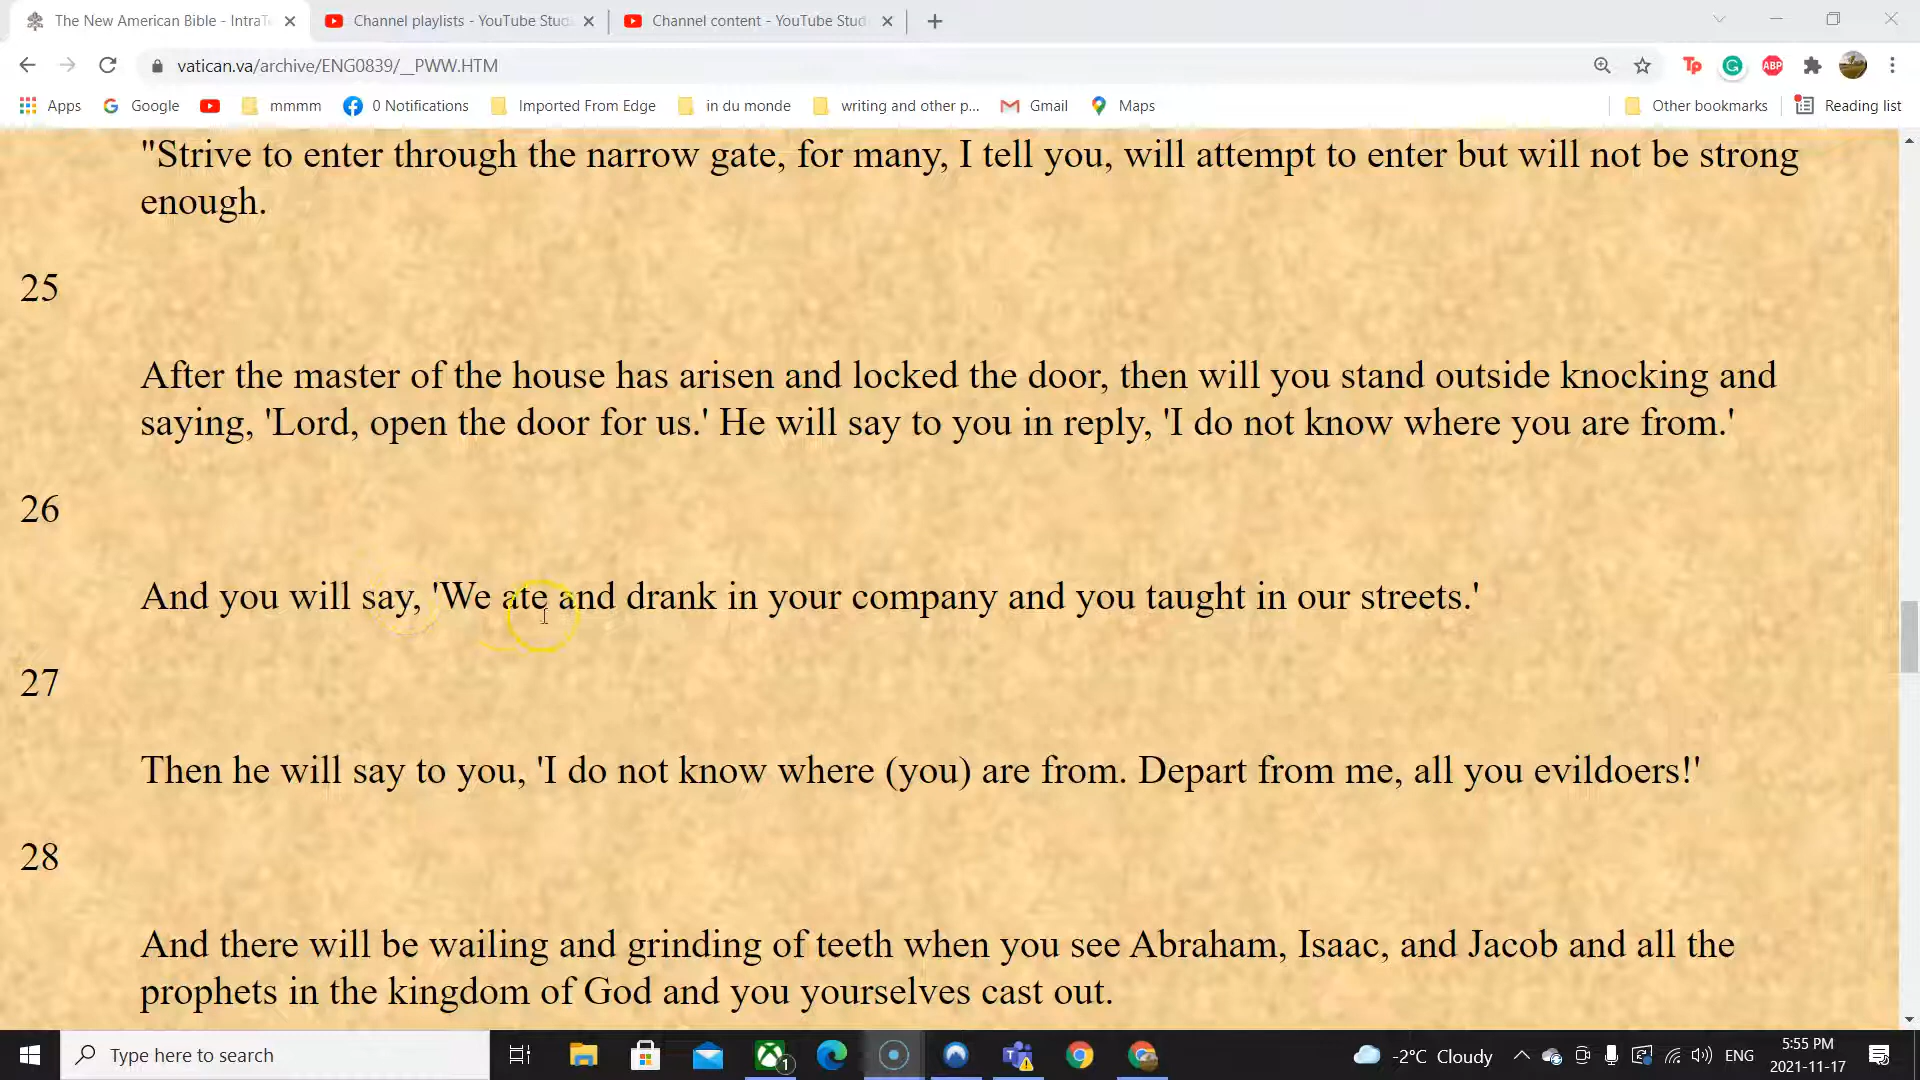 The New American Bible - IntraTe
Channel playlists - YouTube Stud
Channel content - YouTube Stud
vatican.va/archive/ENG0839/__PWW.HTM
Tp
G
ABP
Apps
Google
mmmm
0 Notifications
Imported From Edge
in du monde
writing and other p...
Gmail
Maps
Other bookmarks
Reading list
"Strive to enter through the narrow gate, for many, I tell you, will attempt to enter but will not be strong
enough.
25
After the master of the house has arisen and locked the door, then will you stand outside knocking and
saying, 'Lord, open the door for us.' He will say to you in reply, 'I do not know where you are from.'
26
And you will say, 'We ate and drank in your company and you taught in our streets.'
27
Then he will say to you, 'I do not know where (you) are from. Depart from me, all you evildoers!'
28
And there will be wailing and grinding of teeth when you see Abraham, Isaac, and Jacob and all the
prophets in the kingdom of God and you yourselves cast out.
Type here to search
1
-2°C Cloudy
ENG
5:55 PM
2021-11-17